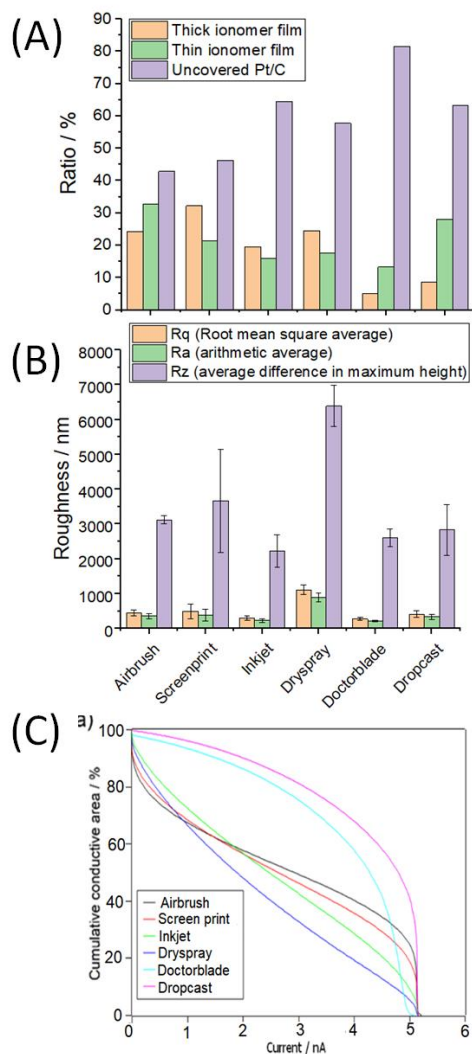 (A)
Thick ionomer film
Thin ionomer film
Uncovered Pt/C
Ratio / %
90
80
70
60
50
40
30
20
10
0
(B)
Rq (Root mean square average)
Ra (arithmetic average)
Rz (average difference in maximum height)
Roughness / nm
8000
7000
6000
5000
4000
3000
2000
1000
0
Airbrush
Screenprint
Inkjet
Dryspray
Doctorblade
Dropcast
(C)
a)
Cumulative conductive area / %
100
80
60
40
20
0
Airbrush
Screen print
Inkjet
Dryspray
Doctorblade
Dropcast
0 1 2 3 4 5 6
Current / nA